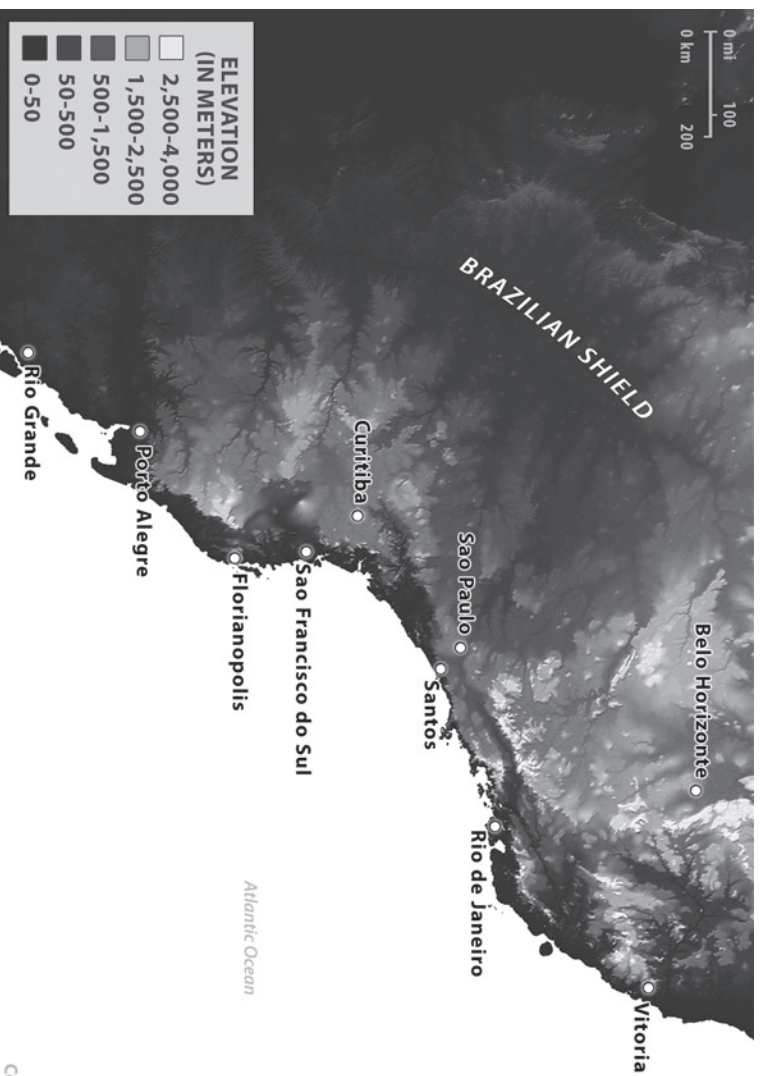 0 mi 100
0 km 200
BRAZILIAN SHIELD
Belo Horizonte
Vitoria
Sao Paulo
Rio de Janeiro
Santos
Curitiba
Sao Francisco do Sul
Florianopolis
Atlantic Ocean
Porto Alegre
Rio Grande
ELEVATION
(IN METERS)
2,500-4,000
1,500-2,500
500-1,500
50-500
0-50